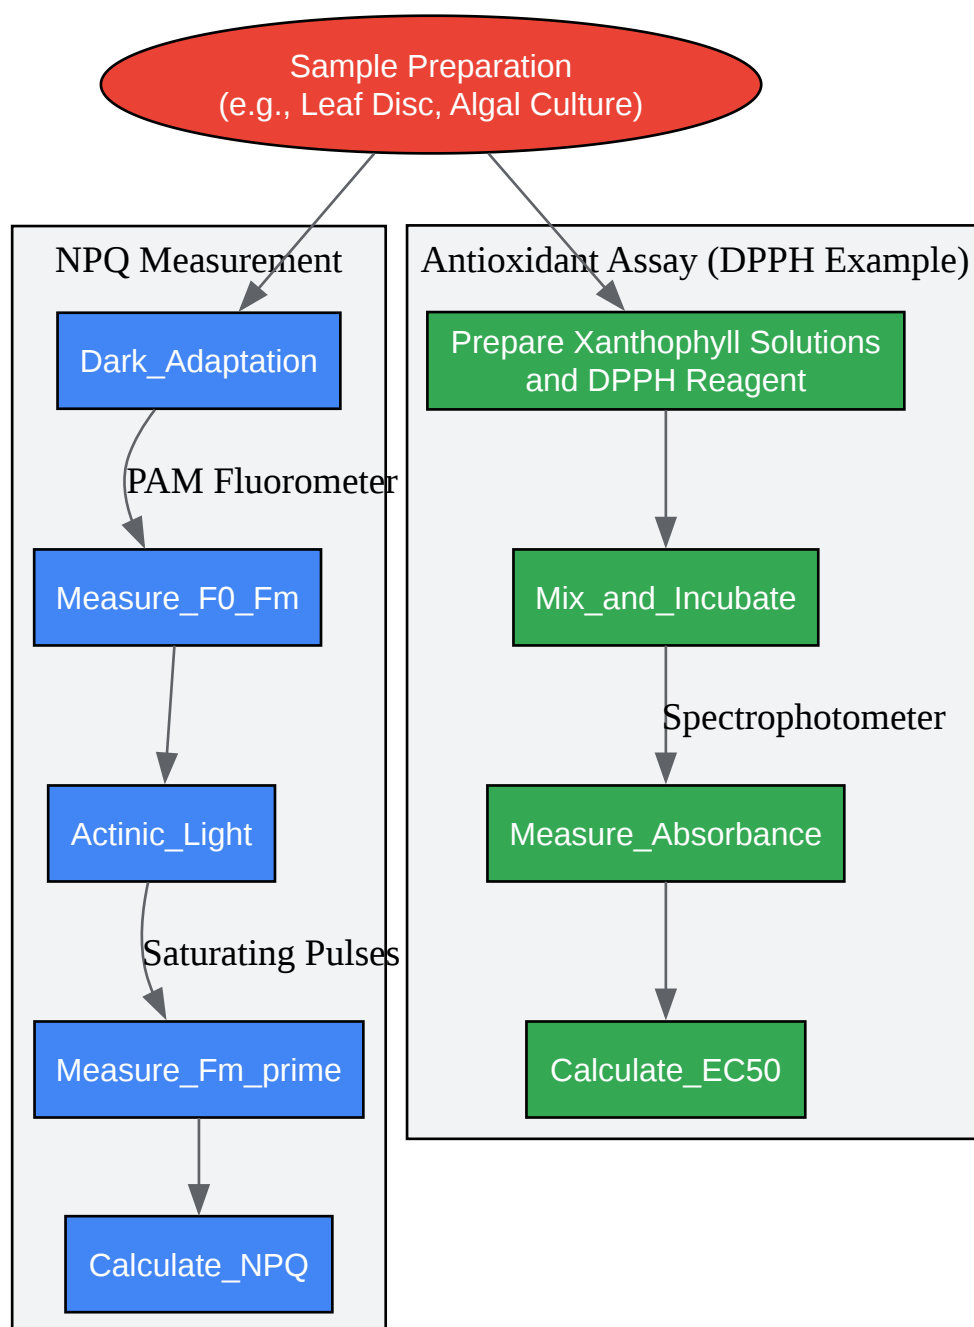 Sample Preparation
(e.g., Leaf Disc, Algal Culture)
NPQ Measurement
Dark_Adaptation
PAM Fluorometer
Measure_F0_Fm
Actinic_Light
Saturating Pulses
Measure_Fm_prime
Calculate_NPQ
Antioxidant Assay (DPPH Example)
Prepare Xanthophyll Solutions
and DPPH Reagent
Mix_and_Incubate
Spectrophotometer
Measure_Absorbance
Calculate_EC50